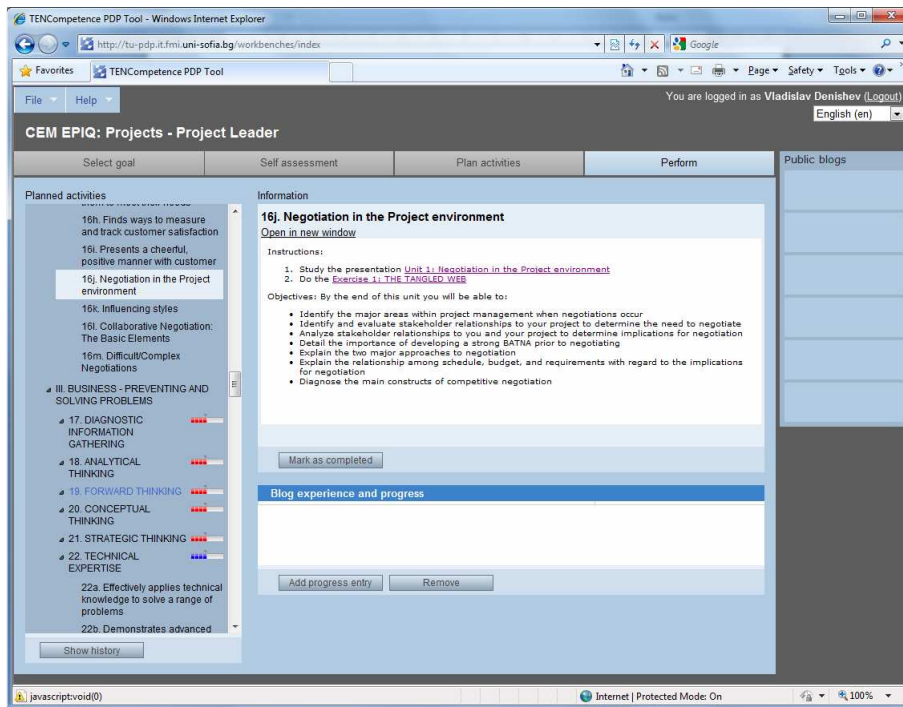 TENCompetence PDP Tool - Windows Internet Explorer
http://tu-pdp.it.fmi.uni-sofia.bg/workbenches/index
Google
Favorites
TENCompetence PDP Tool
Page
Safety
Tools
File
Help
You are logged in as Vladislav Denishev (Logout)
English (en)
CEM EPIQ: Projects - Project Leader
Select goal
Self assessment
Plan activities
Perform
Public blogs
Planned activities
them to meet their needs
16h. Finds ways to measure
and track customer satisfaction
16i. Presents a cheerful,
positive manner with customer
16j. Negotiation in the Project
environment
16k. Influencing styles
16l. Collaborative Negotiation:
The Basic Elements
16m. Difficult/Complex
Negotiations
III. BUSINESS - PREVENTING AND
SOLVING PROBLEMS
17. DIAGNOSTIC
INFORMATION
GATHERING
18. ANALYTICAL
THINKING
19. FORWARD THINKING
20. CONCEPTUAL
THINKING
21. STRATEGIC THINKING
22. TECHNICAL
EXPERTISE
22a. Effectively applies technical
knowledge to solve a range of
problems
22b. Demonstrates advanced
Show history
Information
16j. Negotiation in the Project environment
Open in new window
Instructions:
1. Study the presentation Unit 1: Negotiation in the Project environment
2. Do the Exercise 1: THE TANGLED WEB
Objectives: By the end of this unit you will be able to:
• Identify the major areas within project management when negotiations occur
• Identify and evaluate stakeholder relationships to your project to determine the need to negotiate
• Analyze stakeholder relationships to you and your project to determine implications for negotiation
• Detail the importance of developing a strong BATNA prior to negotiating
• Explain the two major approaches to negotiation
• Explain the relationship among schedule, budget, and requirements with regard to the implications
for negotiation
• Diagnose the main constructs of competitive negotiation
Mark as completed
Blog experience and progress
Add progress entry
Remove
javascript:void(0)
Internet | Protected Mode: On
100%